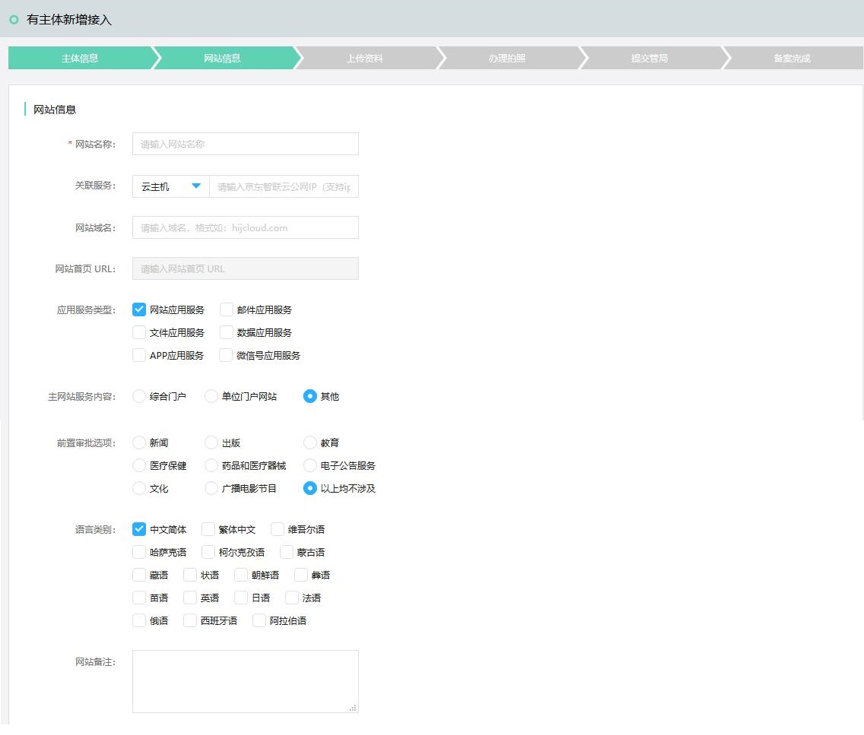 有主体新增接入
主体信息 网站信息 上传资料 办理拍照 提交管局 备案完成
网站信息
* 网站名称: 请输入网站名称
关联服务: 云主机 请输入京东智联云公网IP（支持ip
网站域名: 请输入域名，格式如：hijcloud.com
网站首页 URL: 请输入网站首页 URL
应用服务类型: 网站应用服务 邮件应用服务
文件应用服务 数据应用服务
APP应用服务 微信号应用服务
主网站服务内容: 综合门户 单位门户网站 其他
前置审批选项: 新闻 出版 教育
医疗保健 药品和医疗器械 电子公告服务
文化 广播电影节目 以上均不涉及
语言类别: 中文简体 繁体中文 维吾尔语
哈萨克语 柯尔克孜语 蒙古语
藏语 状语 朝鲜语 彝语
苗语 英语 日语 法语
俄语 西班牙语 阿拉伯语
网站备注: